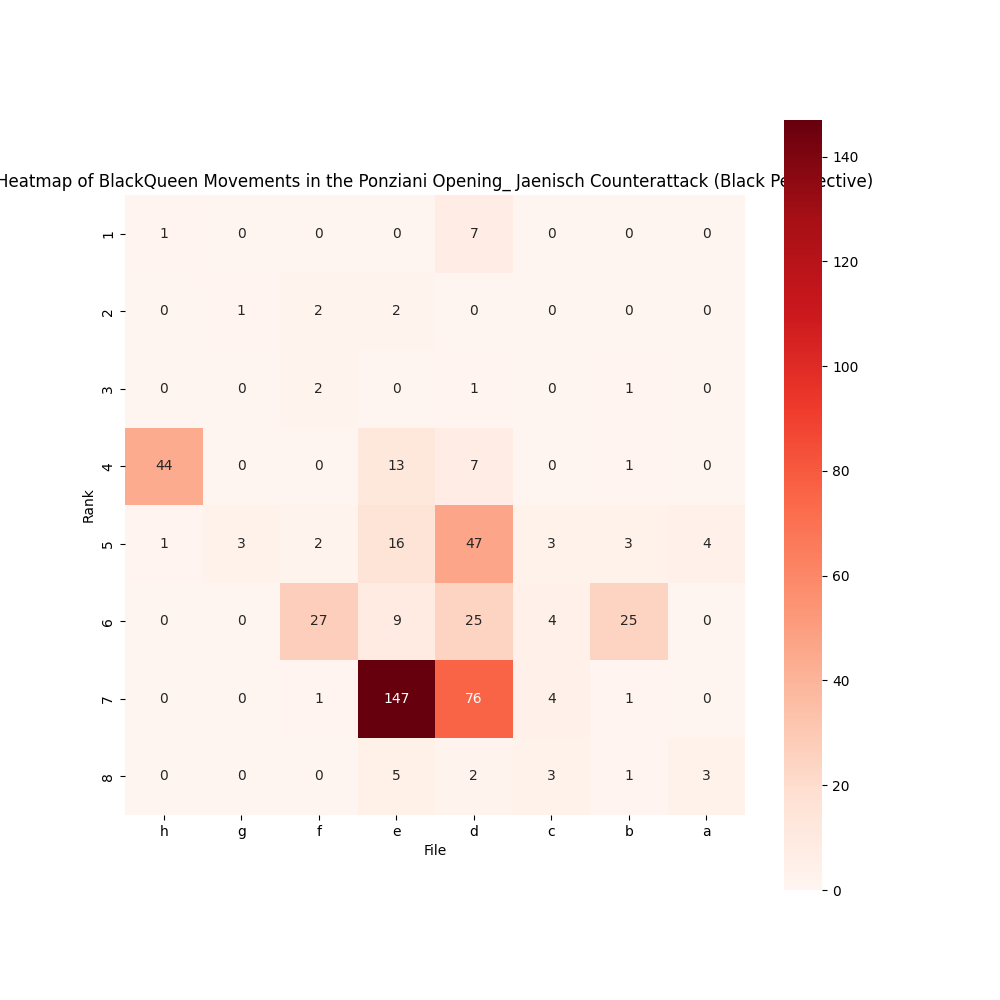 Heatmap of BlackQueen Movements in the Ponziani Opening_ Jaenisch Counterattack (Black Pe   ective)
140
120
100
80
60
40
20
0
Rank
1 1 0 0 0 7 0 0 0
2 0 1 2 2 0 0 0 0
3 0 0 2 0 1 0 1 0
4 44 0 0 13 7 0 1 0
5 1 3 2 16 47 3 3 4
6 0 0 27 9 25 4 25 0
7 0 0 1 147 76 4 1 0
8 0 0 0 5 2 3 1 3
h g f e d c b a
File